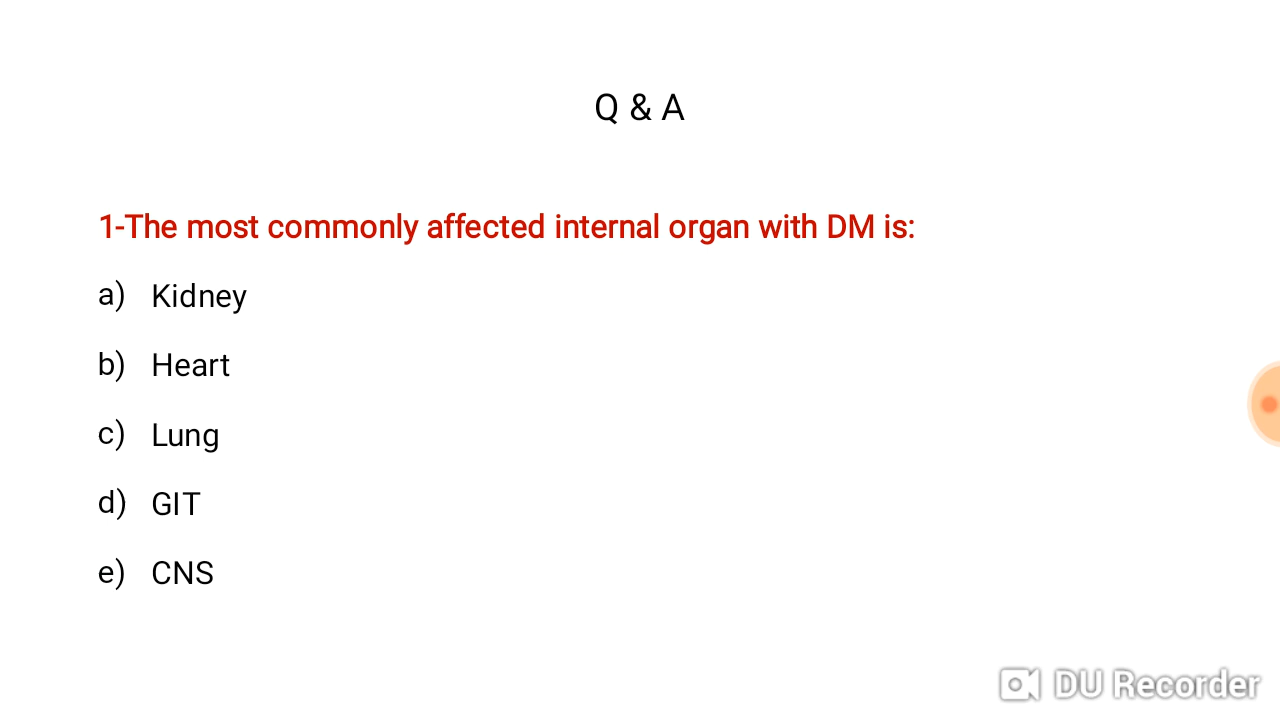 Q & A
1-The most commonly affected internal organ with DM is:
a) Kidney
b) Heart
c) Lung
d) GIT
e) CNS
DU Recorder